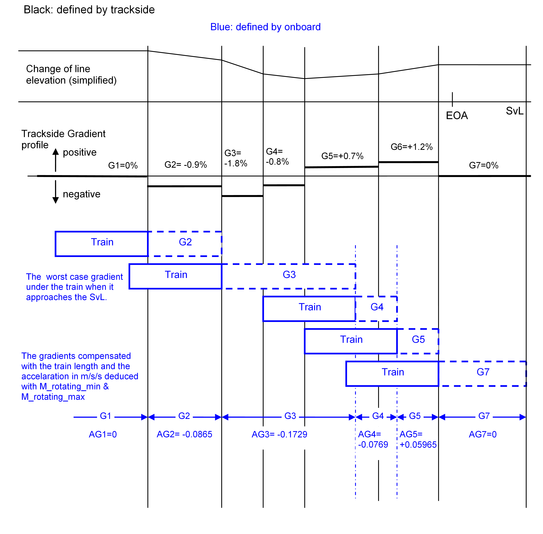 Black: defined by trackside
Blue: defined by onboard
Change of line
elevation (simplified)
EOA
SvL
Trackside Gradient
profile
positive
negative
G1=0%
G2= -0.9%
G3=
-1.8%
G4=
-0.8%
G5=+0.7%
G6=+1.2%
G7=0%
Train
G2
The worst case gradient
under the train when it
approaches the SvL.
Train
G3
Train
G4
Train
G5
The gradients compensated
with the train length and the
accelaration in m/s/s deduced
with M_rotating_min &
M_rotating_max
Train
G7
G1
G2
G3
G4
G5
G7
AG1=0
AG2= -0.0865
AG3= -0.1729
AG4=
-0.0769
AG5=
+0.05965
AG7=0